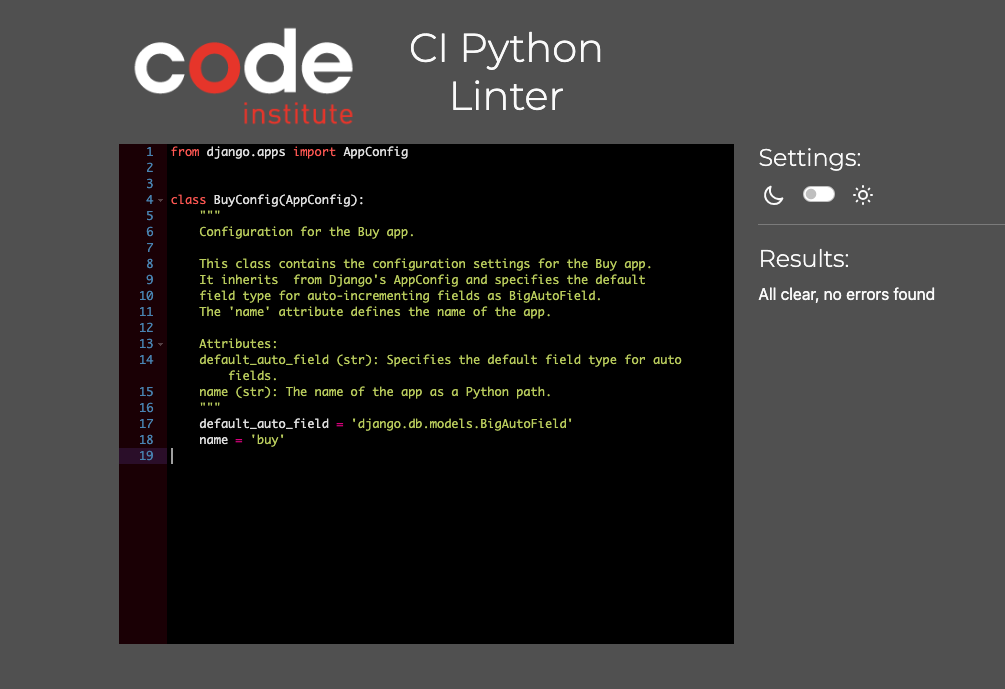 code
institute
CI Python
Linter
1 from django.apps import AppConfig
2
3
4 class BuyConfig(AppConfig):
5     """
6     Configuration for the Buy app.
7
8     This class contains the configuration settings for the Buy app.
9     It inherits  from Django's AppConfig and specifies the default
10     field type for auto-incrementing fields as BigAutoField.
11     The 'name' attribute defines the name of the app.
12
13     Attributes:
14     default_auto_field (str): Specifies the default field type for auto
fields.
15     name (str): The name of the app as a Python path.
16     """
17     default_auto_field = 'django.db.models.BigAutoField'
18     name = 'buy'
19
Settings:
Results:
All clear, no errors found